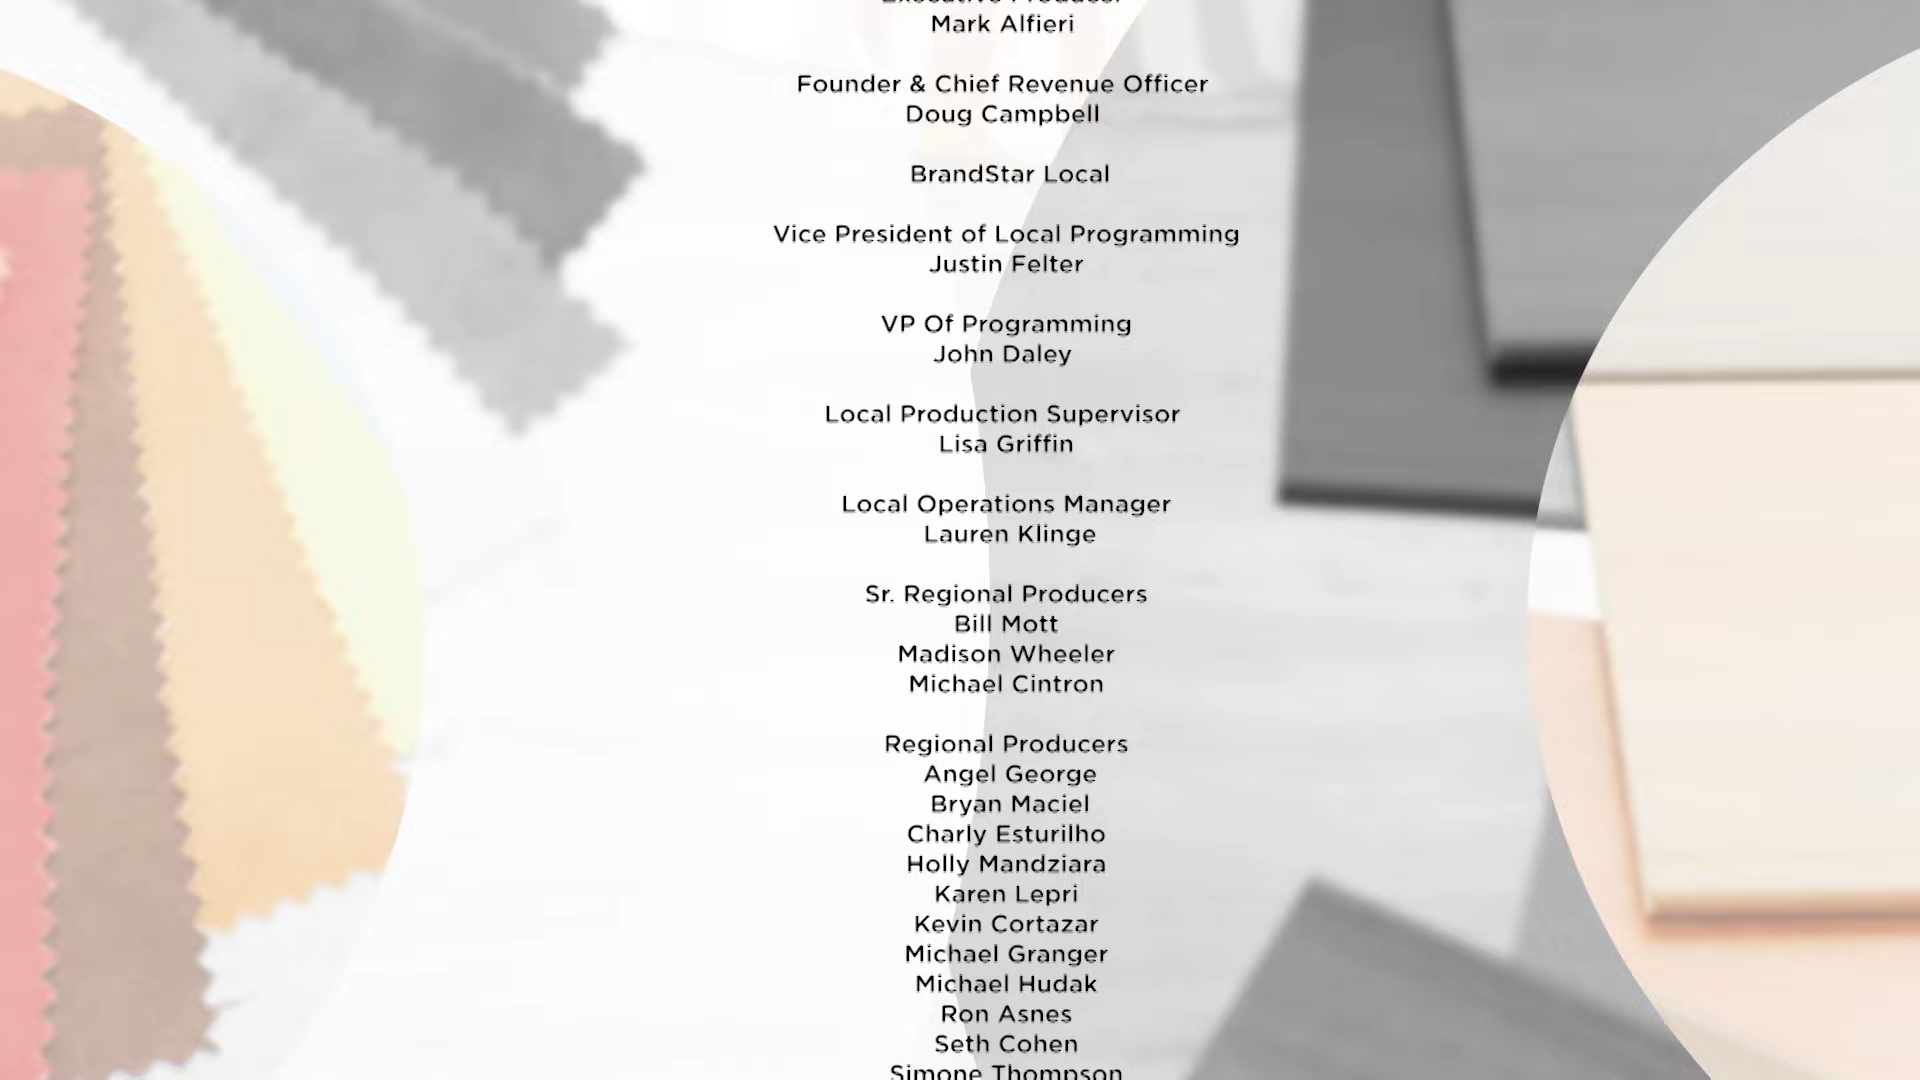 Executive Producer
Mark Alfieri
Founder & Chief Revenue Officer
Doug Campbell
BrandStar Local
Vice President of Local Programming
Justin Felter
VP Of Programming
John Daley
Local Production Supervisor
Lisa Griffin
Local Operations Manager
Lauren Klinge
Sr. Regional Producers
Bill Mott
Madison Wheeler
Michael Cintron
Regional Producers
Angel George
Bryan Maciel
Charly Esturilho
Holly Mandziara
Karen Lepri
Kevin Cortazar
Michael Granger
Michael Hudak
Ron Asnes
Seth Cohen
Simone Thompson